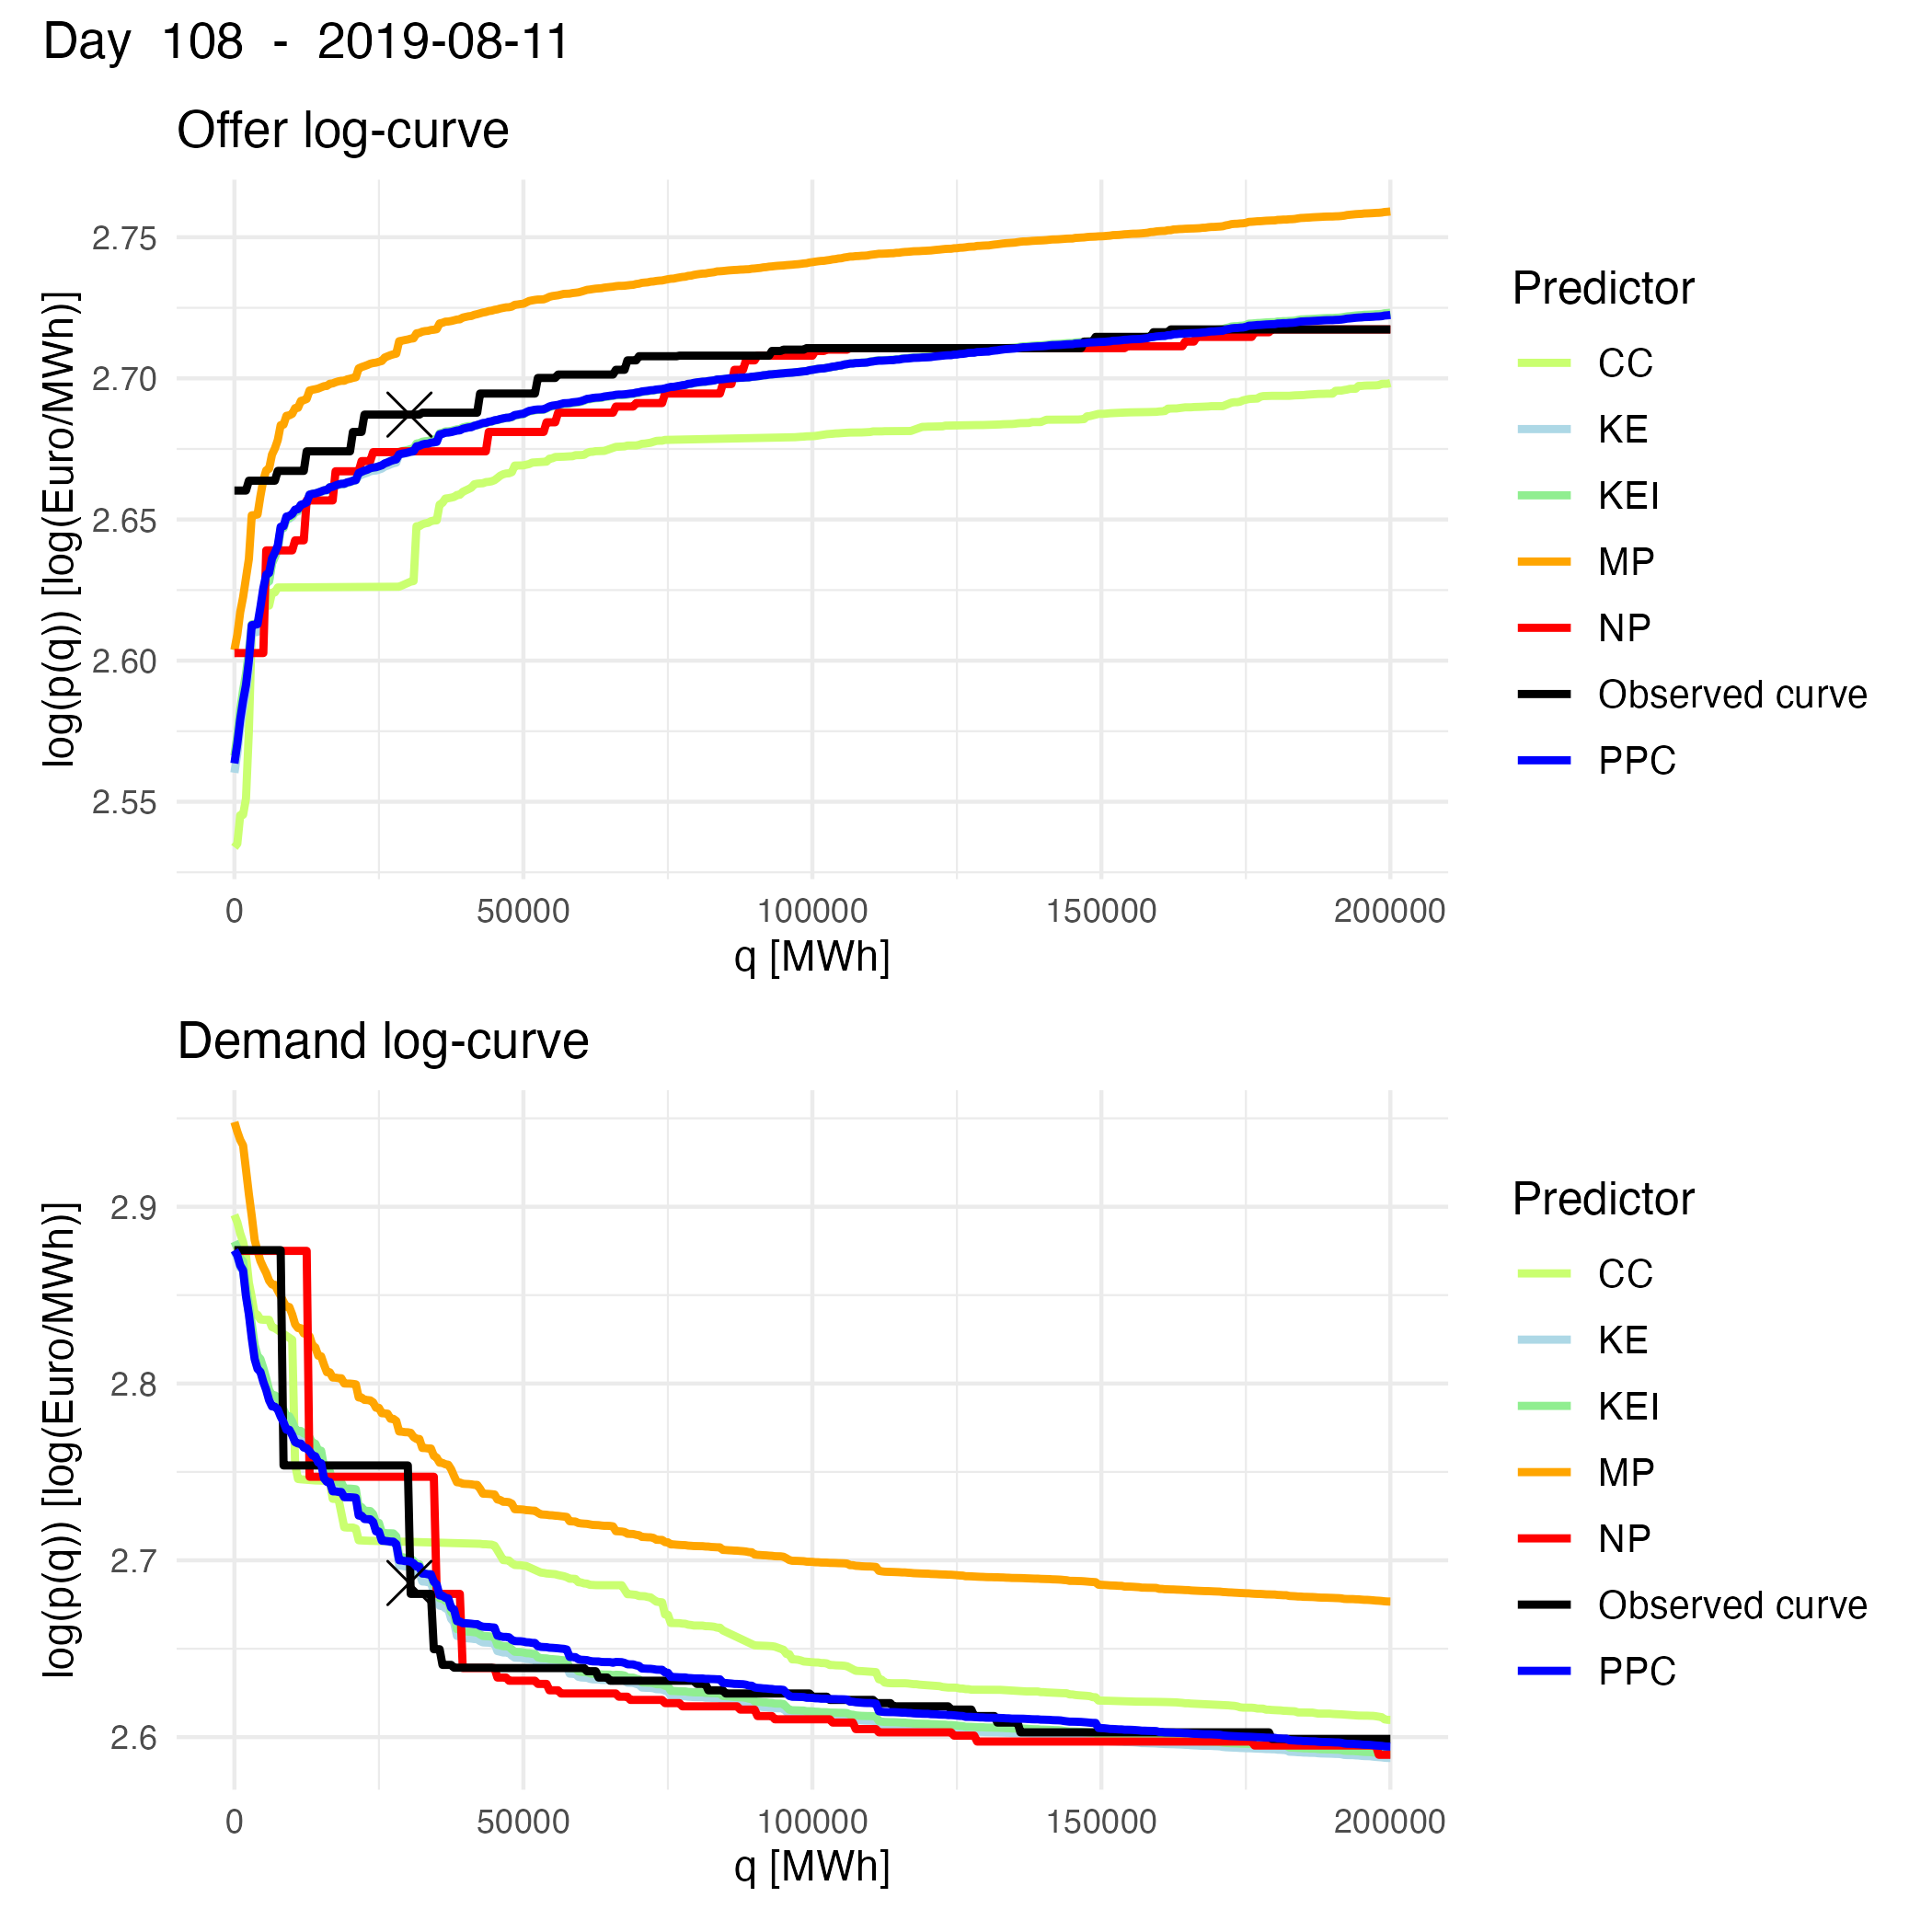 Day 108 - 2019-08-11
Offer log-curve
log(p(q)) [log(Euro/MWh)]
2.75
2.70
2.65
2.60
2.55
0 50000 100000 150000 200000
q [MWh]
Predictor
CC
KE
KEI
MP
NP
Observed curve
PPC
Demand log-curve
log(p(q)) [log(Euro/MWh)]
2.9
2.8
2.7
2.6
0 50000 100000 150000 200000
q [MWh]
Predictor
CC
KE
KEI
MP
NP
Observed curve
PPC